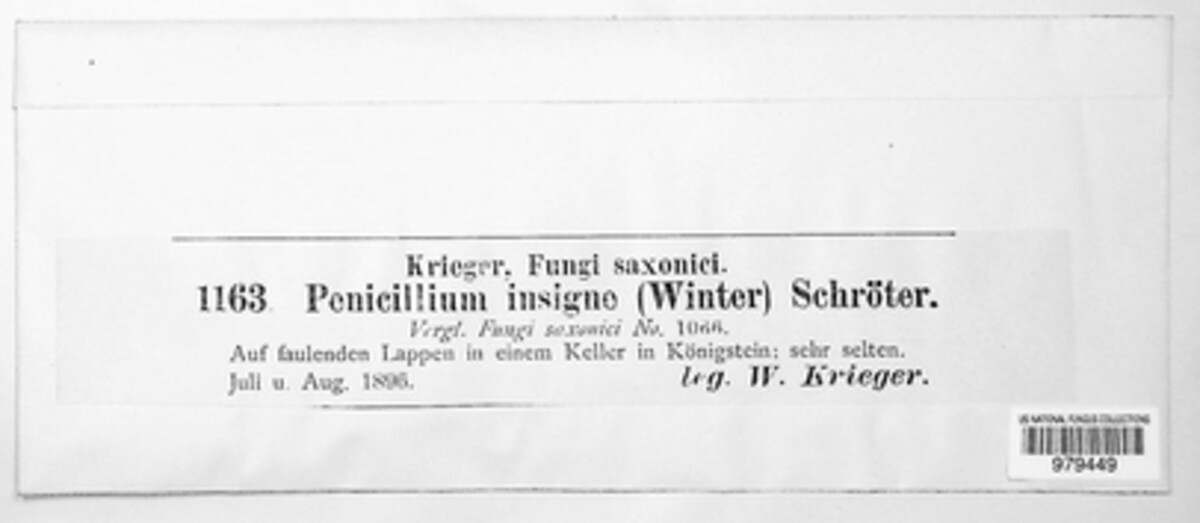 Krieger, Fungi saxonici.
1163. Penicillium insigne (Winter) Schröter.
Vergl. Fungi saxonici No. 1066.
Auf faulenden Lappen in einem Keller in Königstein; sehr selten.
Juli u. Aug. 1896. leg. W. Krieger.
US NATIONAL FUNGUS COLLECTIONS
979449